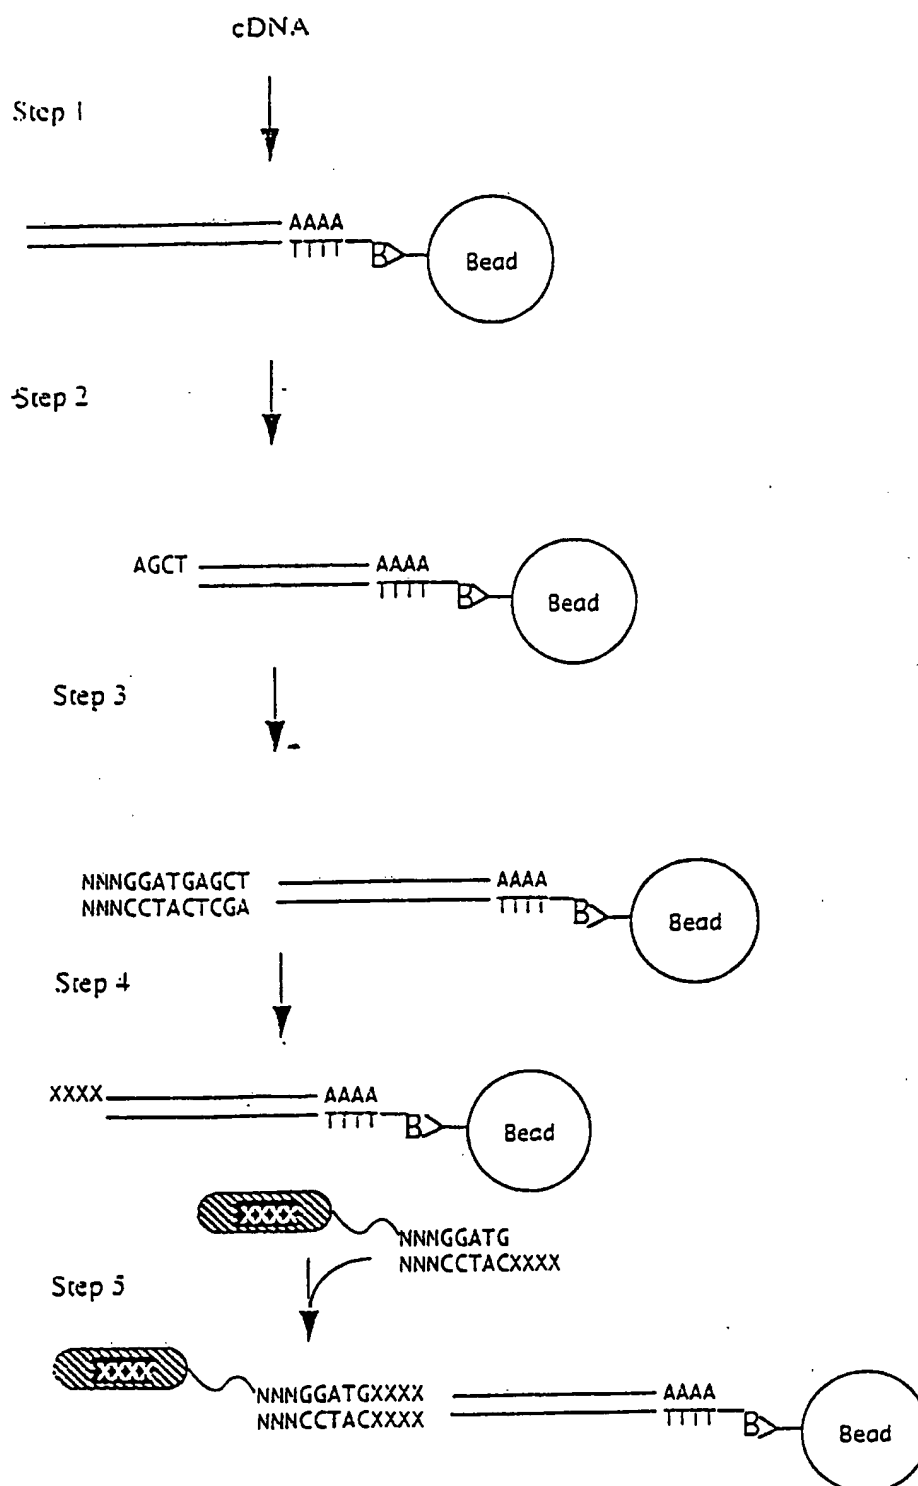 cDNA
Step 1
AAAA
TTTT
B
Bead
Step 2
AGCT
AAAA
TTTT
B
Bead
Step 3
NNNGGATGAGCT
NNNCCTACTCGA
AAAA
TTTT
B
Bead
Step 4
XXXX
AAAA
TTTT
B
Bead
XXXX
NNNGGATG
NNNCCTACXXXX
Step 5
XXXX
NNNGGATGXXXX
NNNCCTACXXXX
AAAA
TTTT
B
Bead